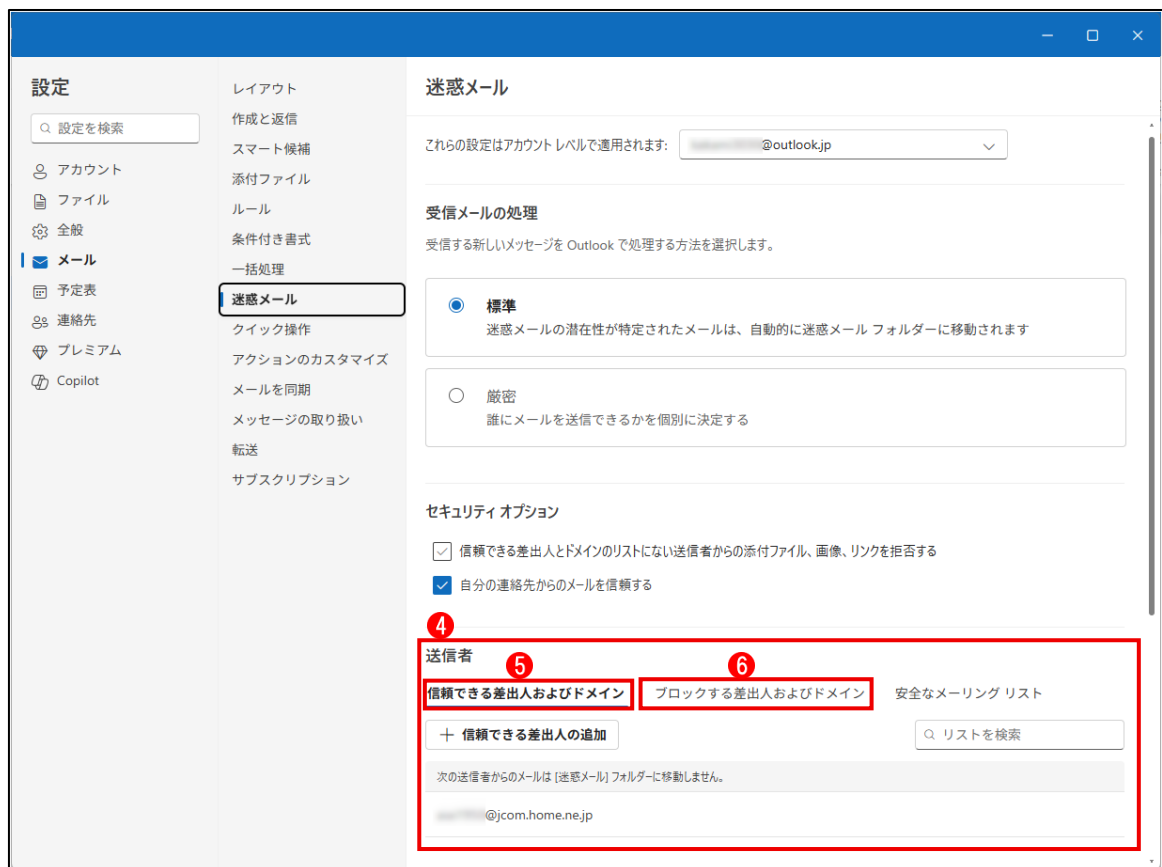 設定
設定を検索
アカウント
ファイル
全般
メール
予定表
連絡先
プレミアム
Copilot
レイアウト
作成と返信
スマート候補
添付ファイル
ルール
条件付き書式
一括処理
迷惑メール
クイック操作
アクションのカスタマイズ
メールを同期
メッセージの取り扱い
転送
サブスクリプション
迷惑メール
これらの設定はアカウント レベルで適用されます: @outlook.jp
受信メールの処理
受信する新しいメッセージを Outlook で処理する方法を選択します。
標準
迷惑メールの潜在性が特定されたメールは、自動的に迷惑メール フォルダーに移動されます
厳密
誰にメールを送信できるかを個別に決定する
セキュリティ オプション
信頼できる差出人とドメインのリストにない送信者からの添付ファイル、画像、リンクを拒否する
自分の連絡先からのメールを信頼する
4
送信者
5 6
信頼できる差出人およびドメイン ブロックする差出人およびドメイン 安全なメーリング リスト
+ 信頼できる差出人の追加 リストを検索
次の送信者からのメールは [迷惑メール] フォルダーに移動しません。
@jcom.home.ne.jp